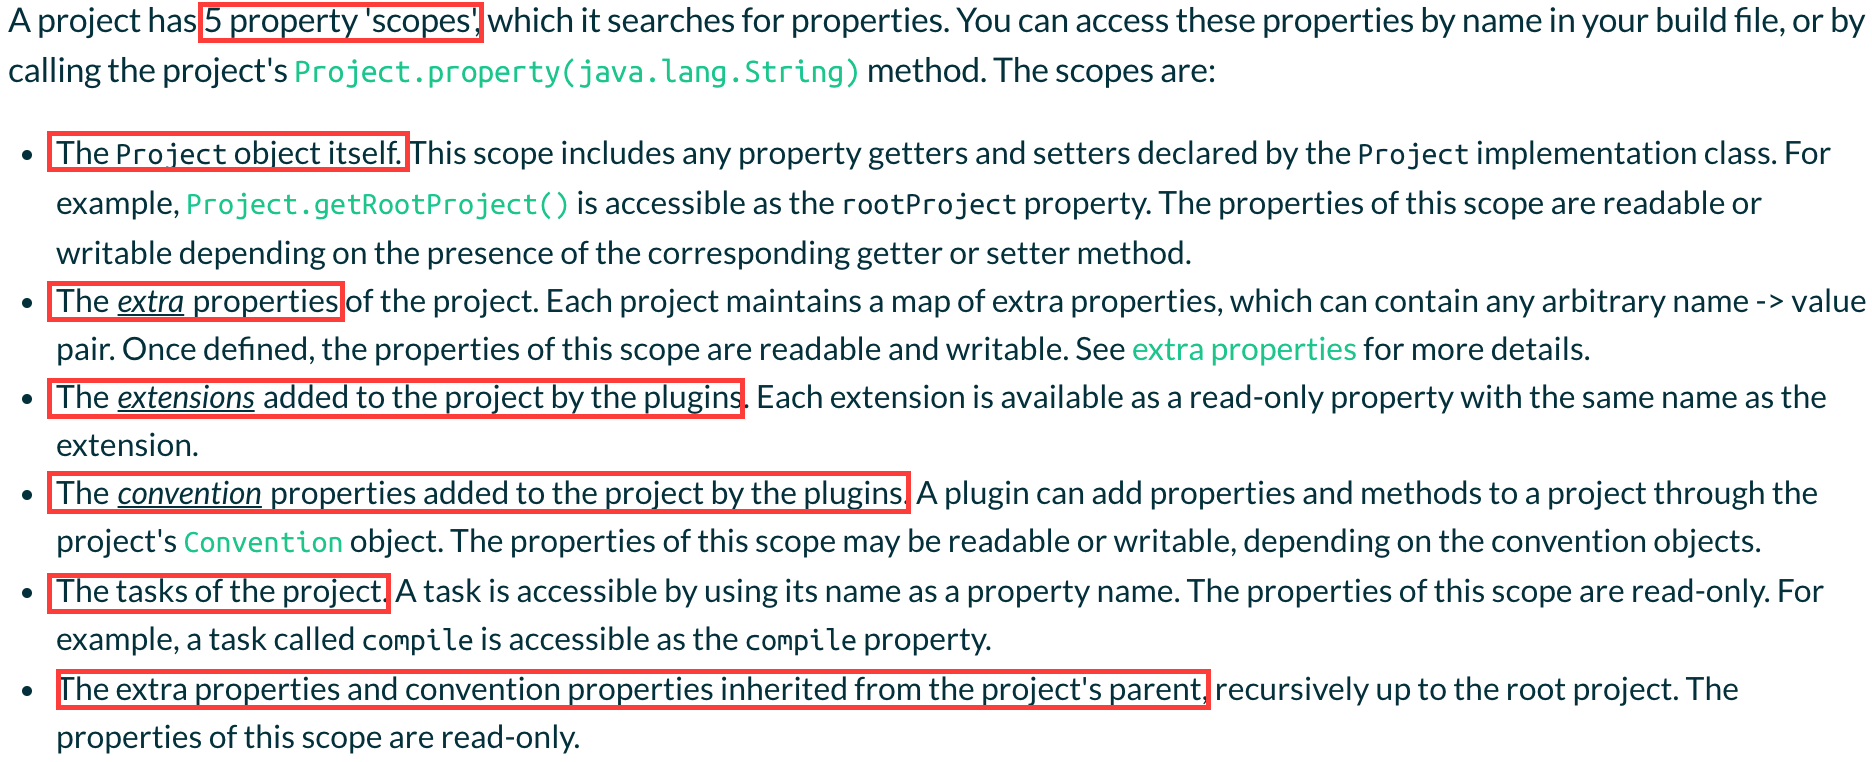 A project has 5 property 'scopes', which it searches for properties. You can access these properties by name in your build file, or by
calling the project's Project.property(java.lang.String) method. The scopes are:
• The Project object itself. This scope includes any property getters and setters declared by the Project implementation class. For
example, Project.getRootProject() is accessible as the rootProject property. The properties of this scope are readable or
writable depending on the presence of the corresponding getter or setter method.
• The extra properties of the project. Each project maintains a map of extra properties, which can contain any arbitrary name -> value
pair. Once defined, the properties of this scope are readable and writable. See extra properties for more details.
• The extensions added to the project by the plugins. Each extension is available as a read-only property with the same name as the
extension.
• The convention properties added to the project by the plugins. A plugin can add properties and methods to a project through the
project's Convention object. The properties of this scope may be readable or writable, depending on the convention objects.
• The tasks of the project. A task is accessible by using its name as a property name. The properties of this scope are read-only. For
example, a task called compile is accessible as the compile property.
• The extra properties and convention properties inherited from the project's parent, recursively up to the root project. The
properties of this scope are read-only.